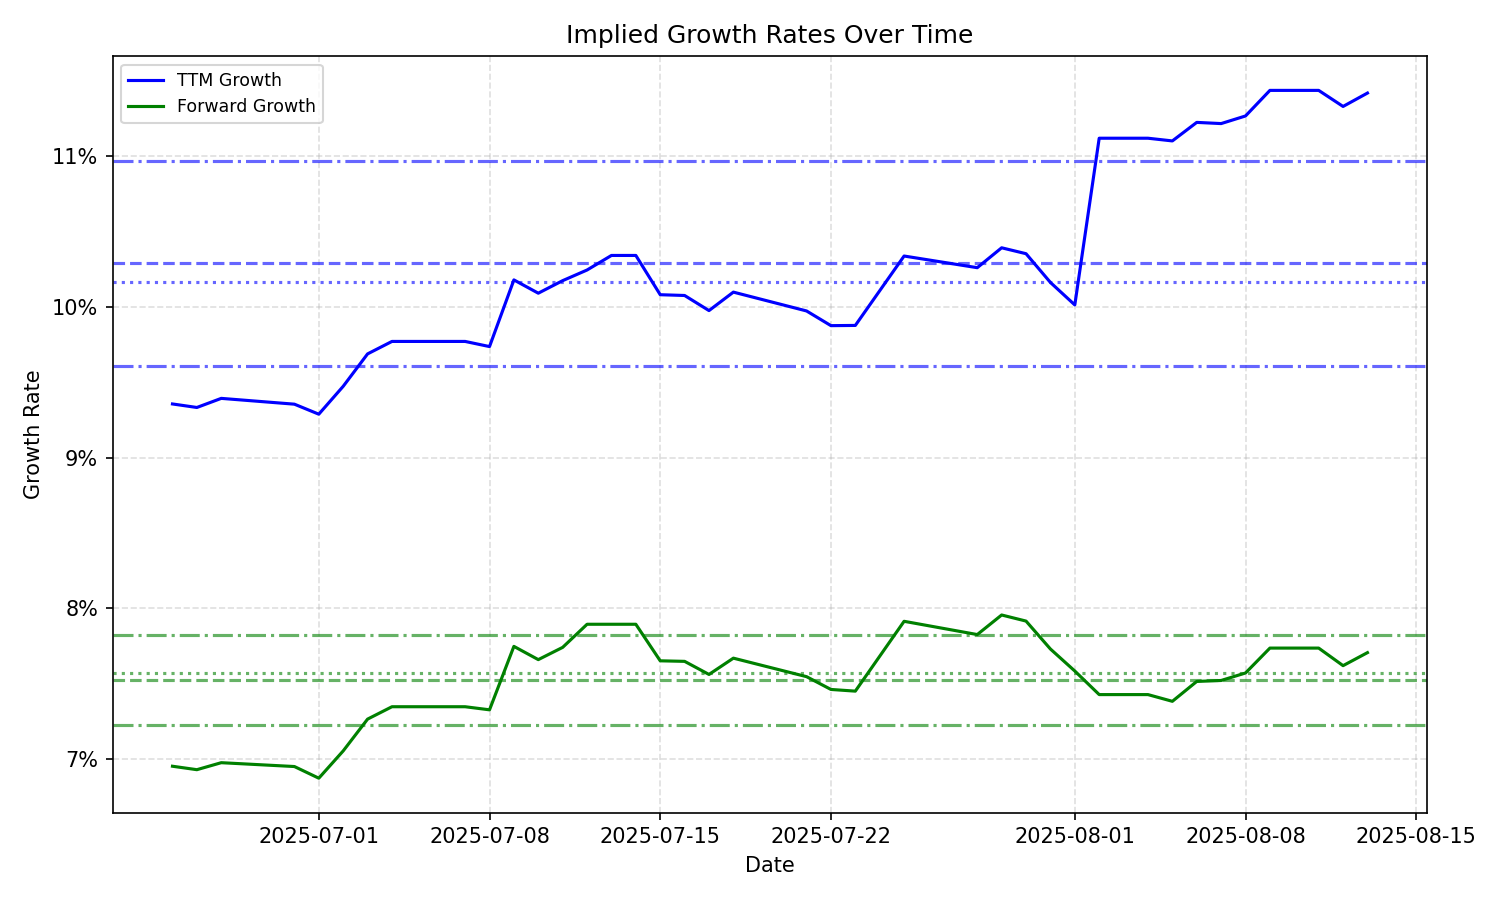 Implied Growth Rates Over Time
TTM Growth
Forward Growth
11%
10%
9%
8%
7%
Growth Rate
2025-07-01
2025-07-08
2025-07-15
2025-07-22
2025-08-01
2025-08-08
2025-08-15
Date